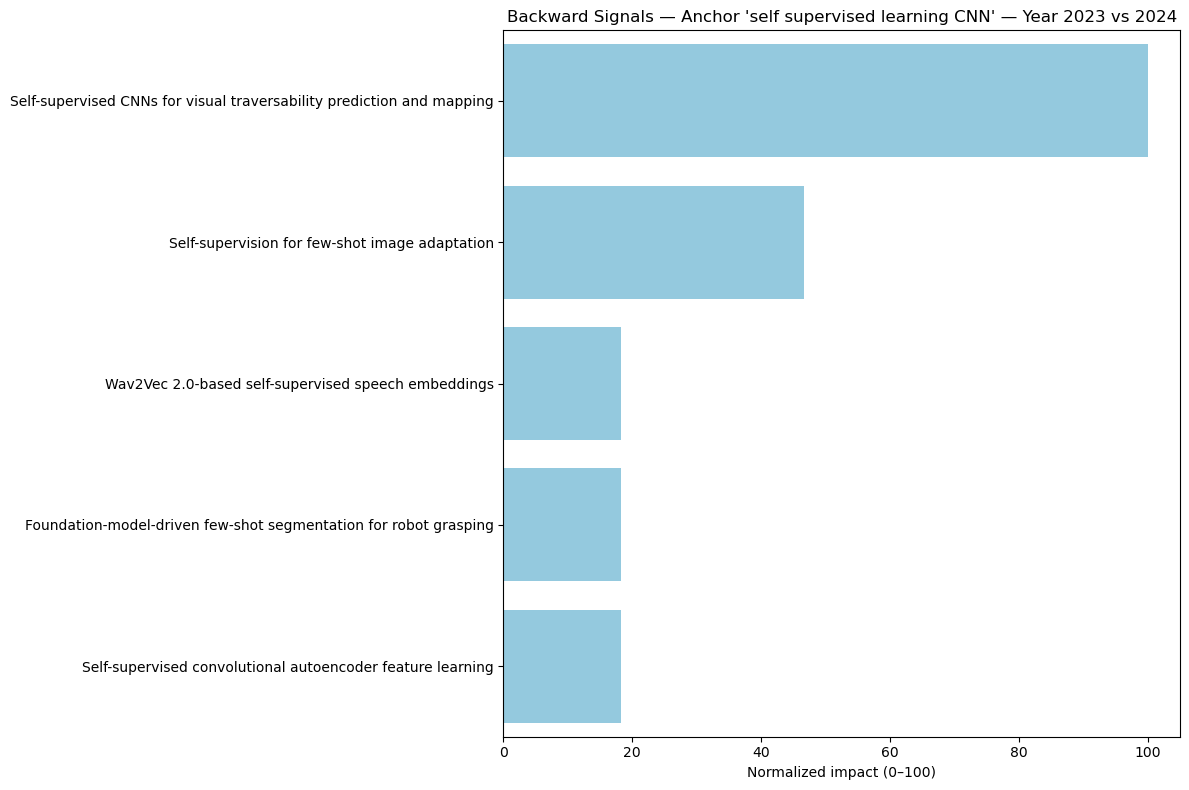 Backward Signals — Anchor 'self supervised learning CNN' — Year 2023 vs 2024
Self-supervised CNNs for visual traversability prediction and mapping
Self-supervision for few-shot image adaptation
Wav2Vec 2.0-based self-supervised speech embeddings
Foundation-model-driven few-shot segmentation for robot grasping
Self-supervised convolutional autoencoder feature learning
0 20 40 60 80 100
Normalized impact (0–100)